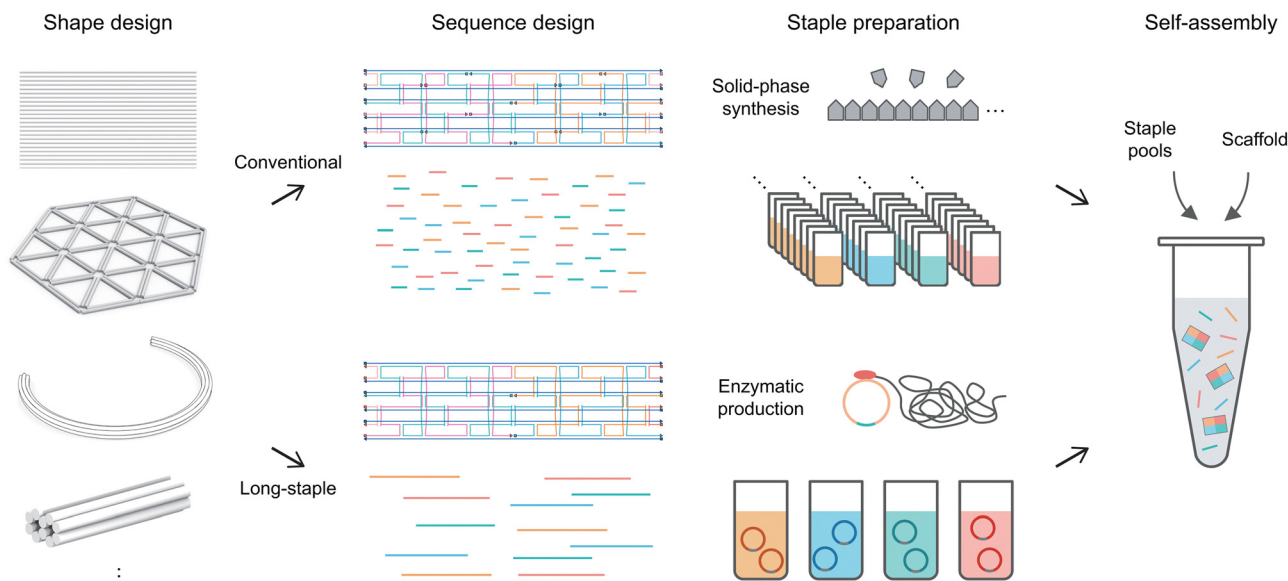 Shape design
Sequence design
Staple preparation
Self-assembly
Conventional
Long-staple
Solid-phase
synthesis
Enzymatic
production
Staple
pools
Scaffold